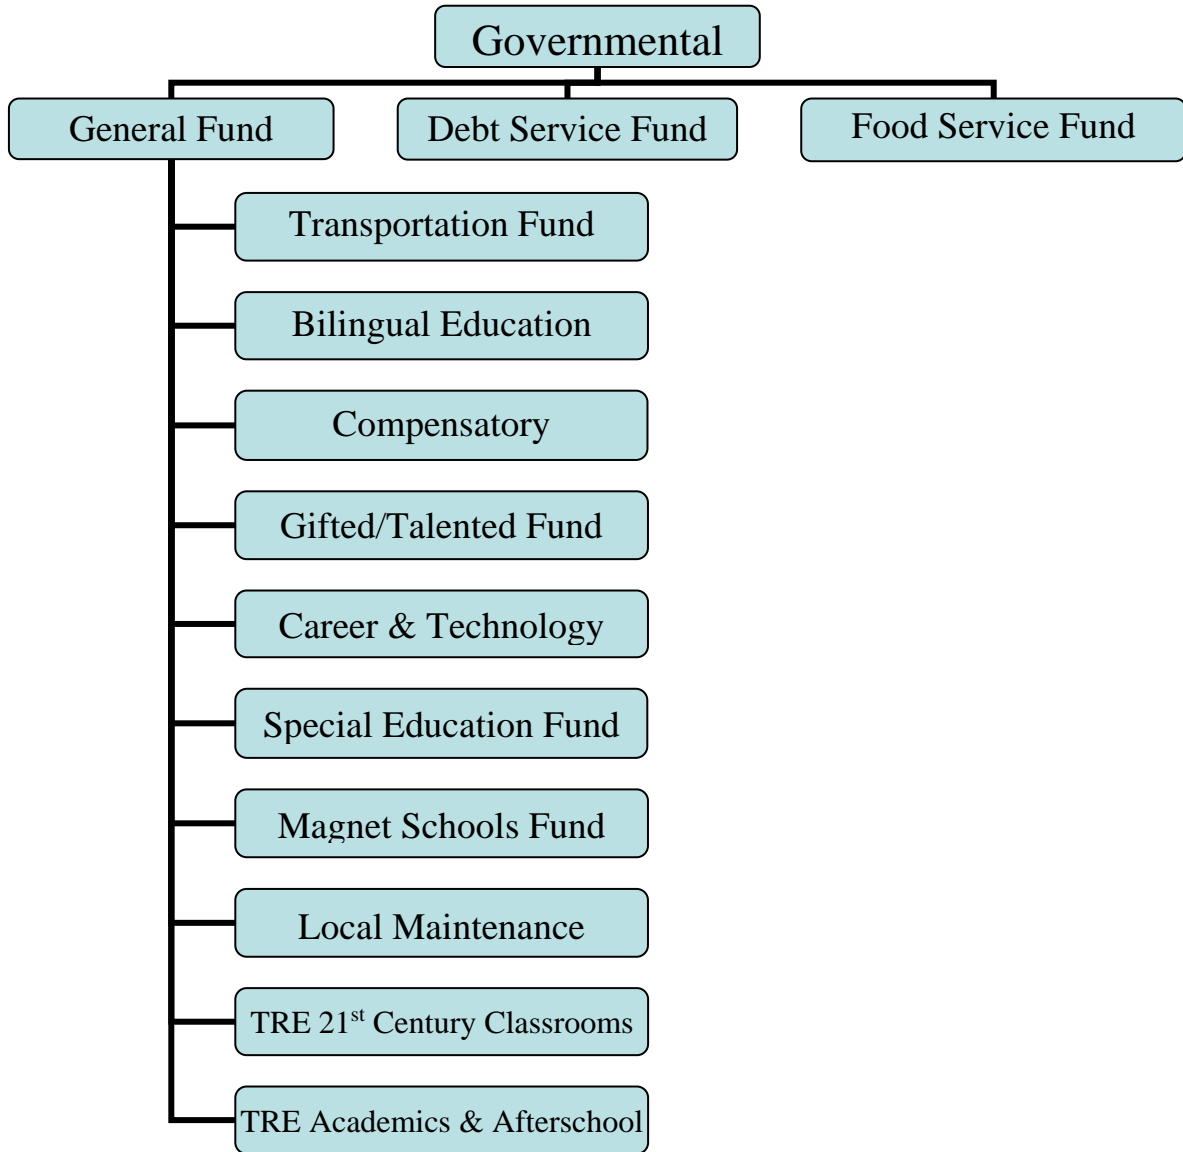 Governmental
General Fund
Debt Service Fund
Food Service Fund
Transportation Fund
Bilingual Education
Compensatory
Gifted/Talented Fund
Career & Technology
Special Education Fund
Magnet Schools Fund
Local Maintenance
TRE 21st Century Classrooms
TRE Academics & Afterschool